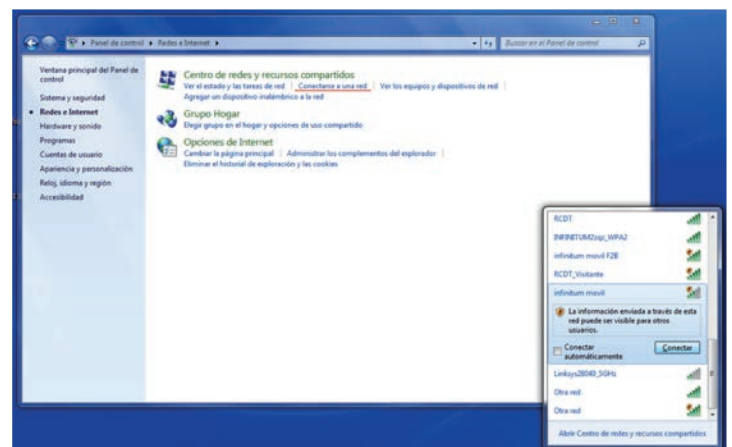 Panel de control ▸ Redes e Internet ▸
Buscar en el Panel de control
Ventana principal del Panel de
control
Sistema y seguridad
Redes e Internet
Hardware y sonido
Programas
Cuentas de usuario
Apariencia y personalización
Reloj, idioma y región
Accesibilidad
Centro de redes y recursos compartidos
Ver el estado y las tareas de red | Conectarse a una red | Ver los equipos y dispositivos de red
Agregar un dispositivo inalámbrico a la red
Grupo Hogar
Elegir grupo en el hogar y opciones de uso compartido
Opciones de Internet
Cambiar la página principal | Administrar los complementos del explorador
Eliminar el historial de exploración y las cookies
RCDT
infinitum movil F2B
RCDT_Visitante
infinitum movil
La información enviada a través de esta
red puede ser visible para otros
usuarios.
Conectar
automáticamente
Conectar
Linksys28040_5GHz
Otra red
Otra red
Abrir Centro de redes y recursos compartidos